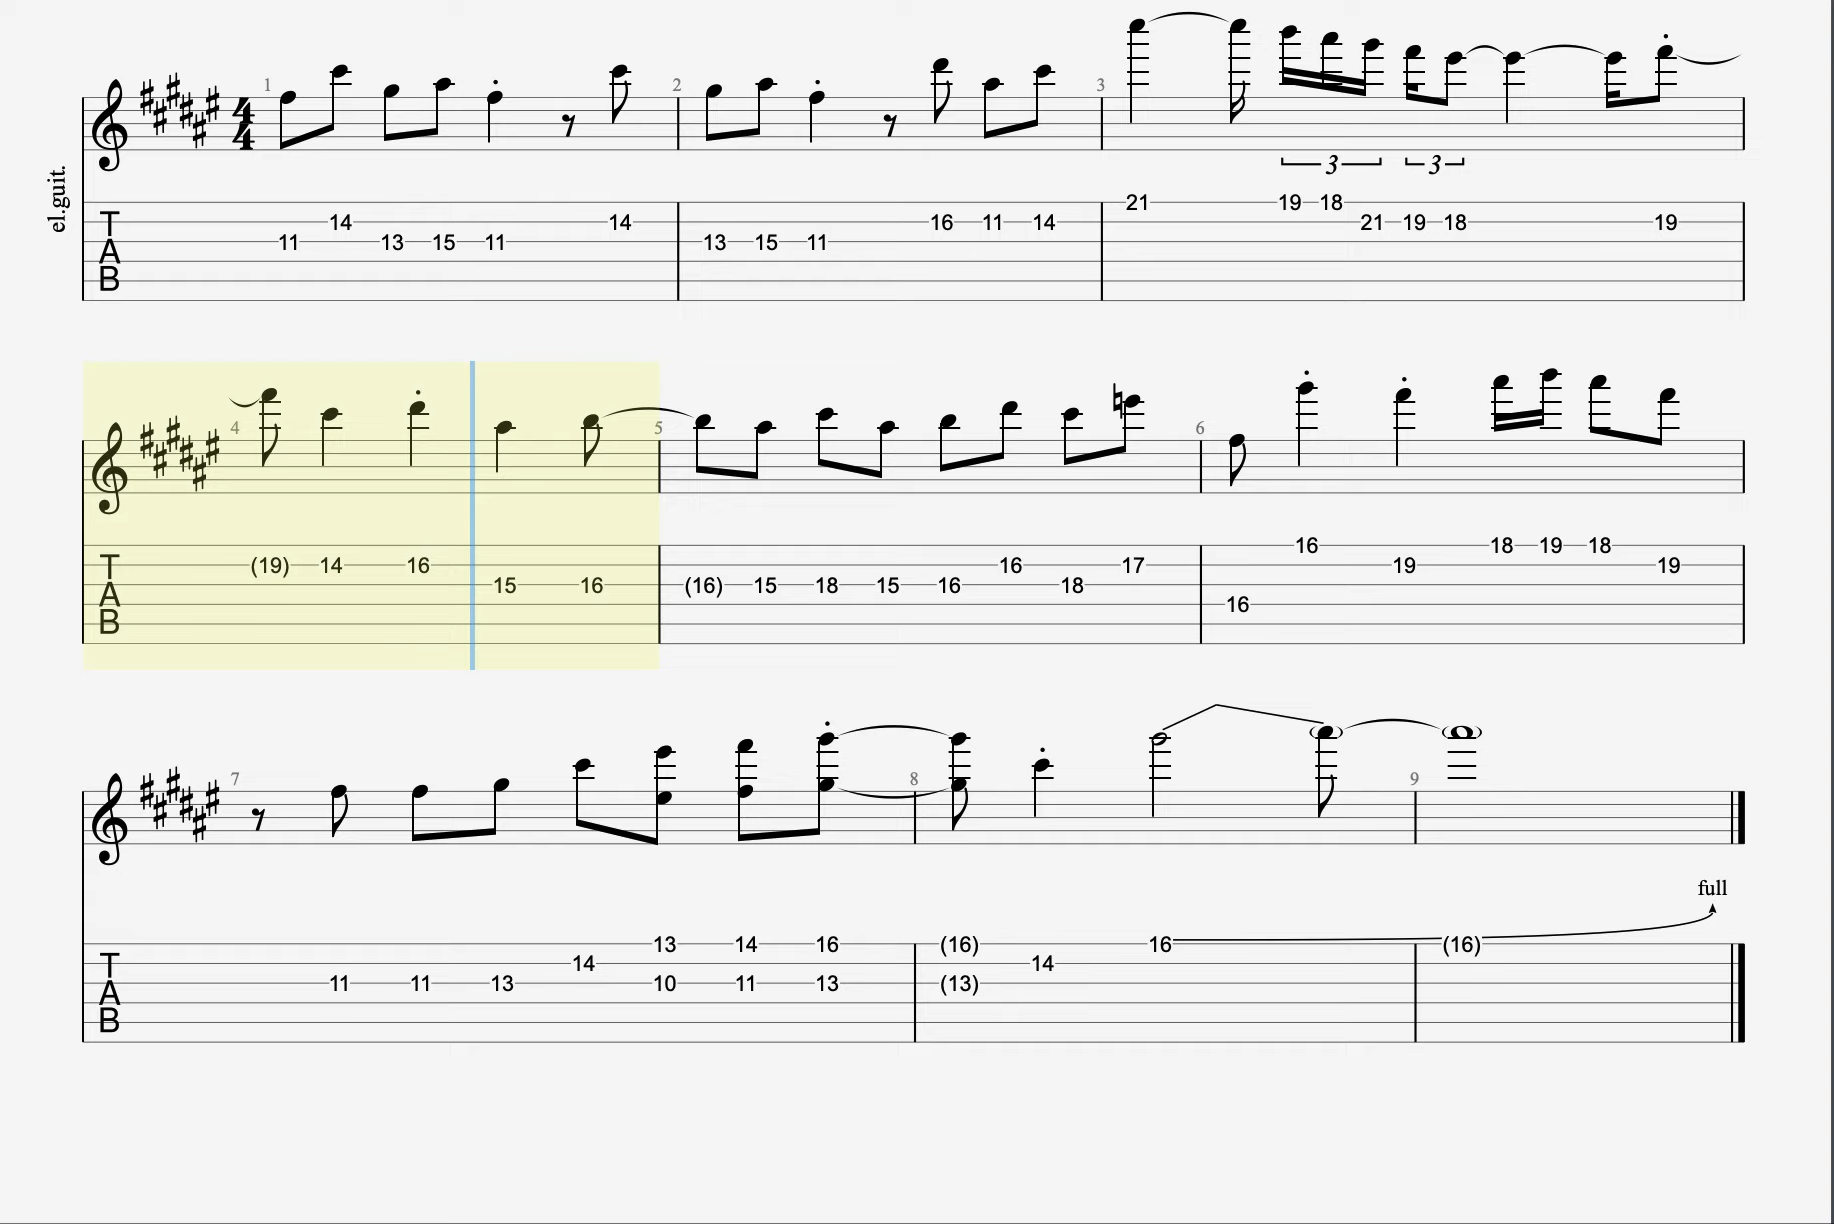 el.guit.
1 2 3
4
4
3 3
21 19 18
T 14 14 16 11 14 21 19 18 19
A 11 13 15 11 13 15 11
B
4 5 6
16 18 19 18
T (19) 14 16 16 17 19 19
A 15 16 (16) 15 18 15 16 18
B 16
7 8 9
full
13 14 16 (16) 16 (16)
T 14 14
A 11 11 13 10 11 13 (13)
B